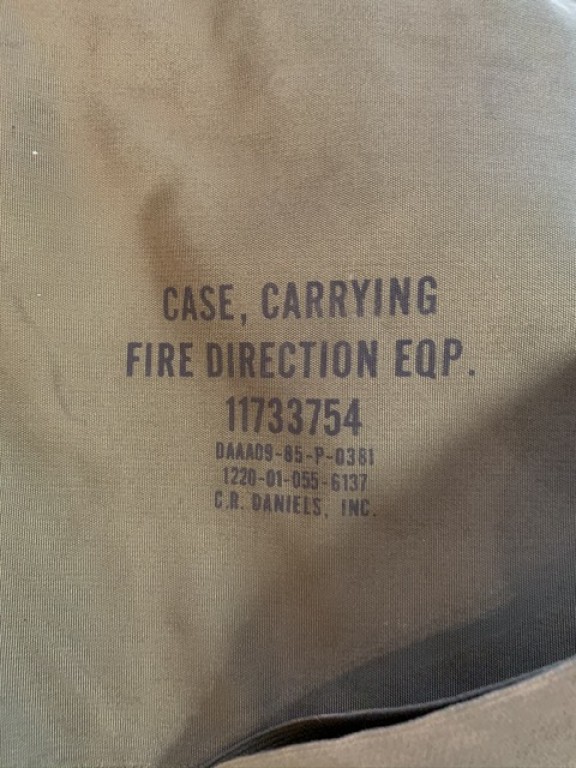 CASE, CARRYING
FIRE DIRECTION EQP.
11733754
DAAA09-85-P-0381
1220-01-055-6137
C.R. DANIELS, INC.